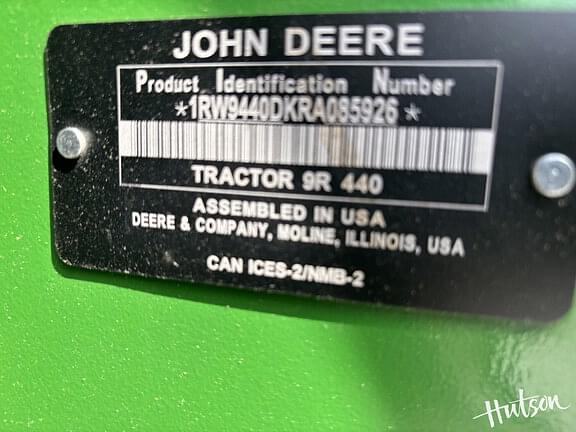 JOHN DEERE
Product Identification Number
*1RW9440DKRA085926*
TRACTOR 9R 440
ASSEMBLED IN USA
DEERE & COMPANY, MOLINE, ILLINOIS, USA
CAN ICES-2/NMB-2
Hutson